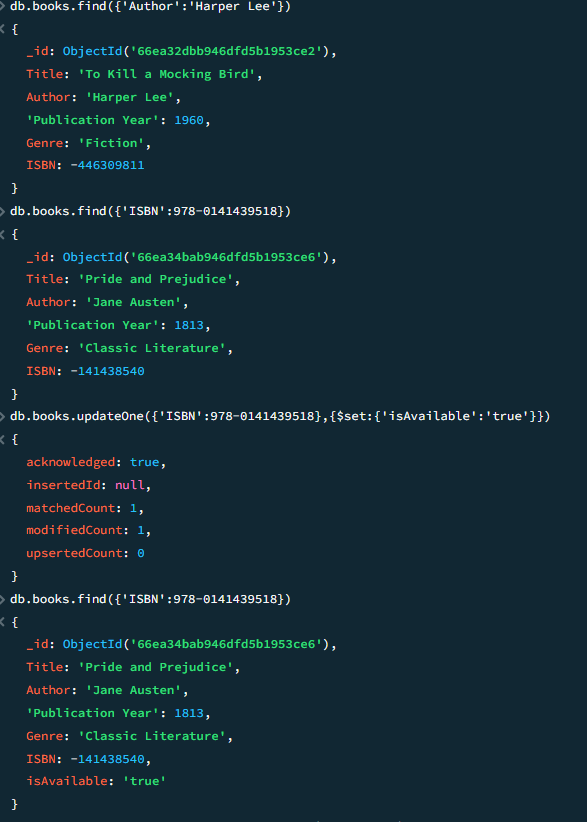 db.books.find({'Author':'Harper Lee'})
{
_id: ObjectId('66ea32dbb946dfd5b1953ce2'),
Title: 'To Kill a Mocking Bird',
Author: 'Harper Lee',
'Publication Year': 1960,
Genre: 'Fiction',
ISBN: -446309811
}
db.books.find({'ISBN':978-0141439518})
{
_id: ObjectId('66ea34bab946dfd5b1953ce6'),
Title: 'Pride and Prejudice',
Author: 'Jane Austen',
'Publication Year': 1813,
Genre: 'Classic Literature',
ISBN: -141438540
}
db.books.updateOne({'ISBN':978-0141439518},{$set:{'isAvailable':'true'}})
{
acknowledged: true,
insertedId: null,
matchedCount: 1,
modifiedCount: 1,
upsertedCount: 0
}
db.books.find({'ISBN':978-0141439518})
{
_id: ObjectId('66ea34bab946dfd5b1953ce6'),
Title: 'Pride and Prejudice',
Author: 'Jane Austen',
'Publication Year': 1813,
Genre: 'Classic Literature',
ISBN: -141438540,
isAvailable: 'true'
}